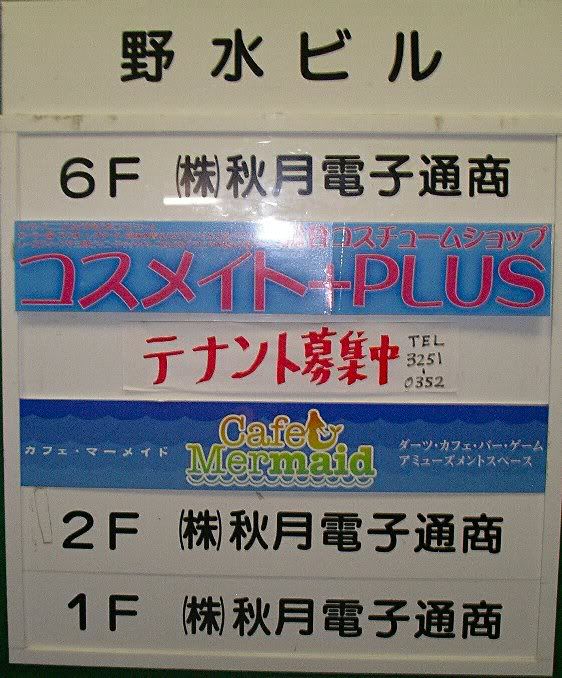 野水ビル
6F ㈱秋月電子通商
コスチュームショップ
コスメイト+PLUS
テナント募集中
TEL
3251
0352
カフェ・マーメイド
Cafe
Mermaid
ダーツ・カフェ・バー・ゲーム
アミューズメントスペース
2F ㈱秋月電子通商
1F ㈱秋月電子通商